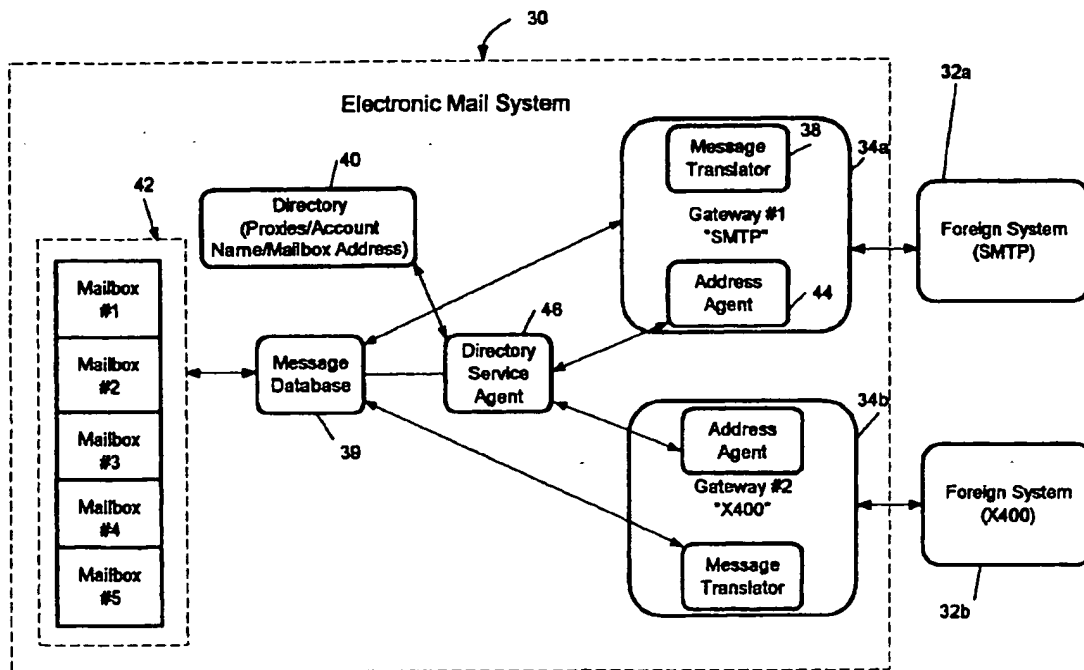 30
Electronic Mail System
32a
38
34a
Message
Translator
Gateway #1
"SMTP"
Address
Agent
44
Foreign System
(SMTP)
40
Directory
(Proxies/Account
Name/Mailbox Address)
42
Mailbox
#1
Mailbox
#2
Mailbox
#3
Mailbox
#4
Mailbox
#5
Message
Database
39
46
Directory
Service
Agent
34b
Address
Agent
Gateway #2
"X400"
Message
Translator
Foreign System
(X400)
32b